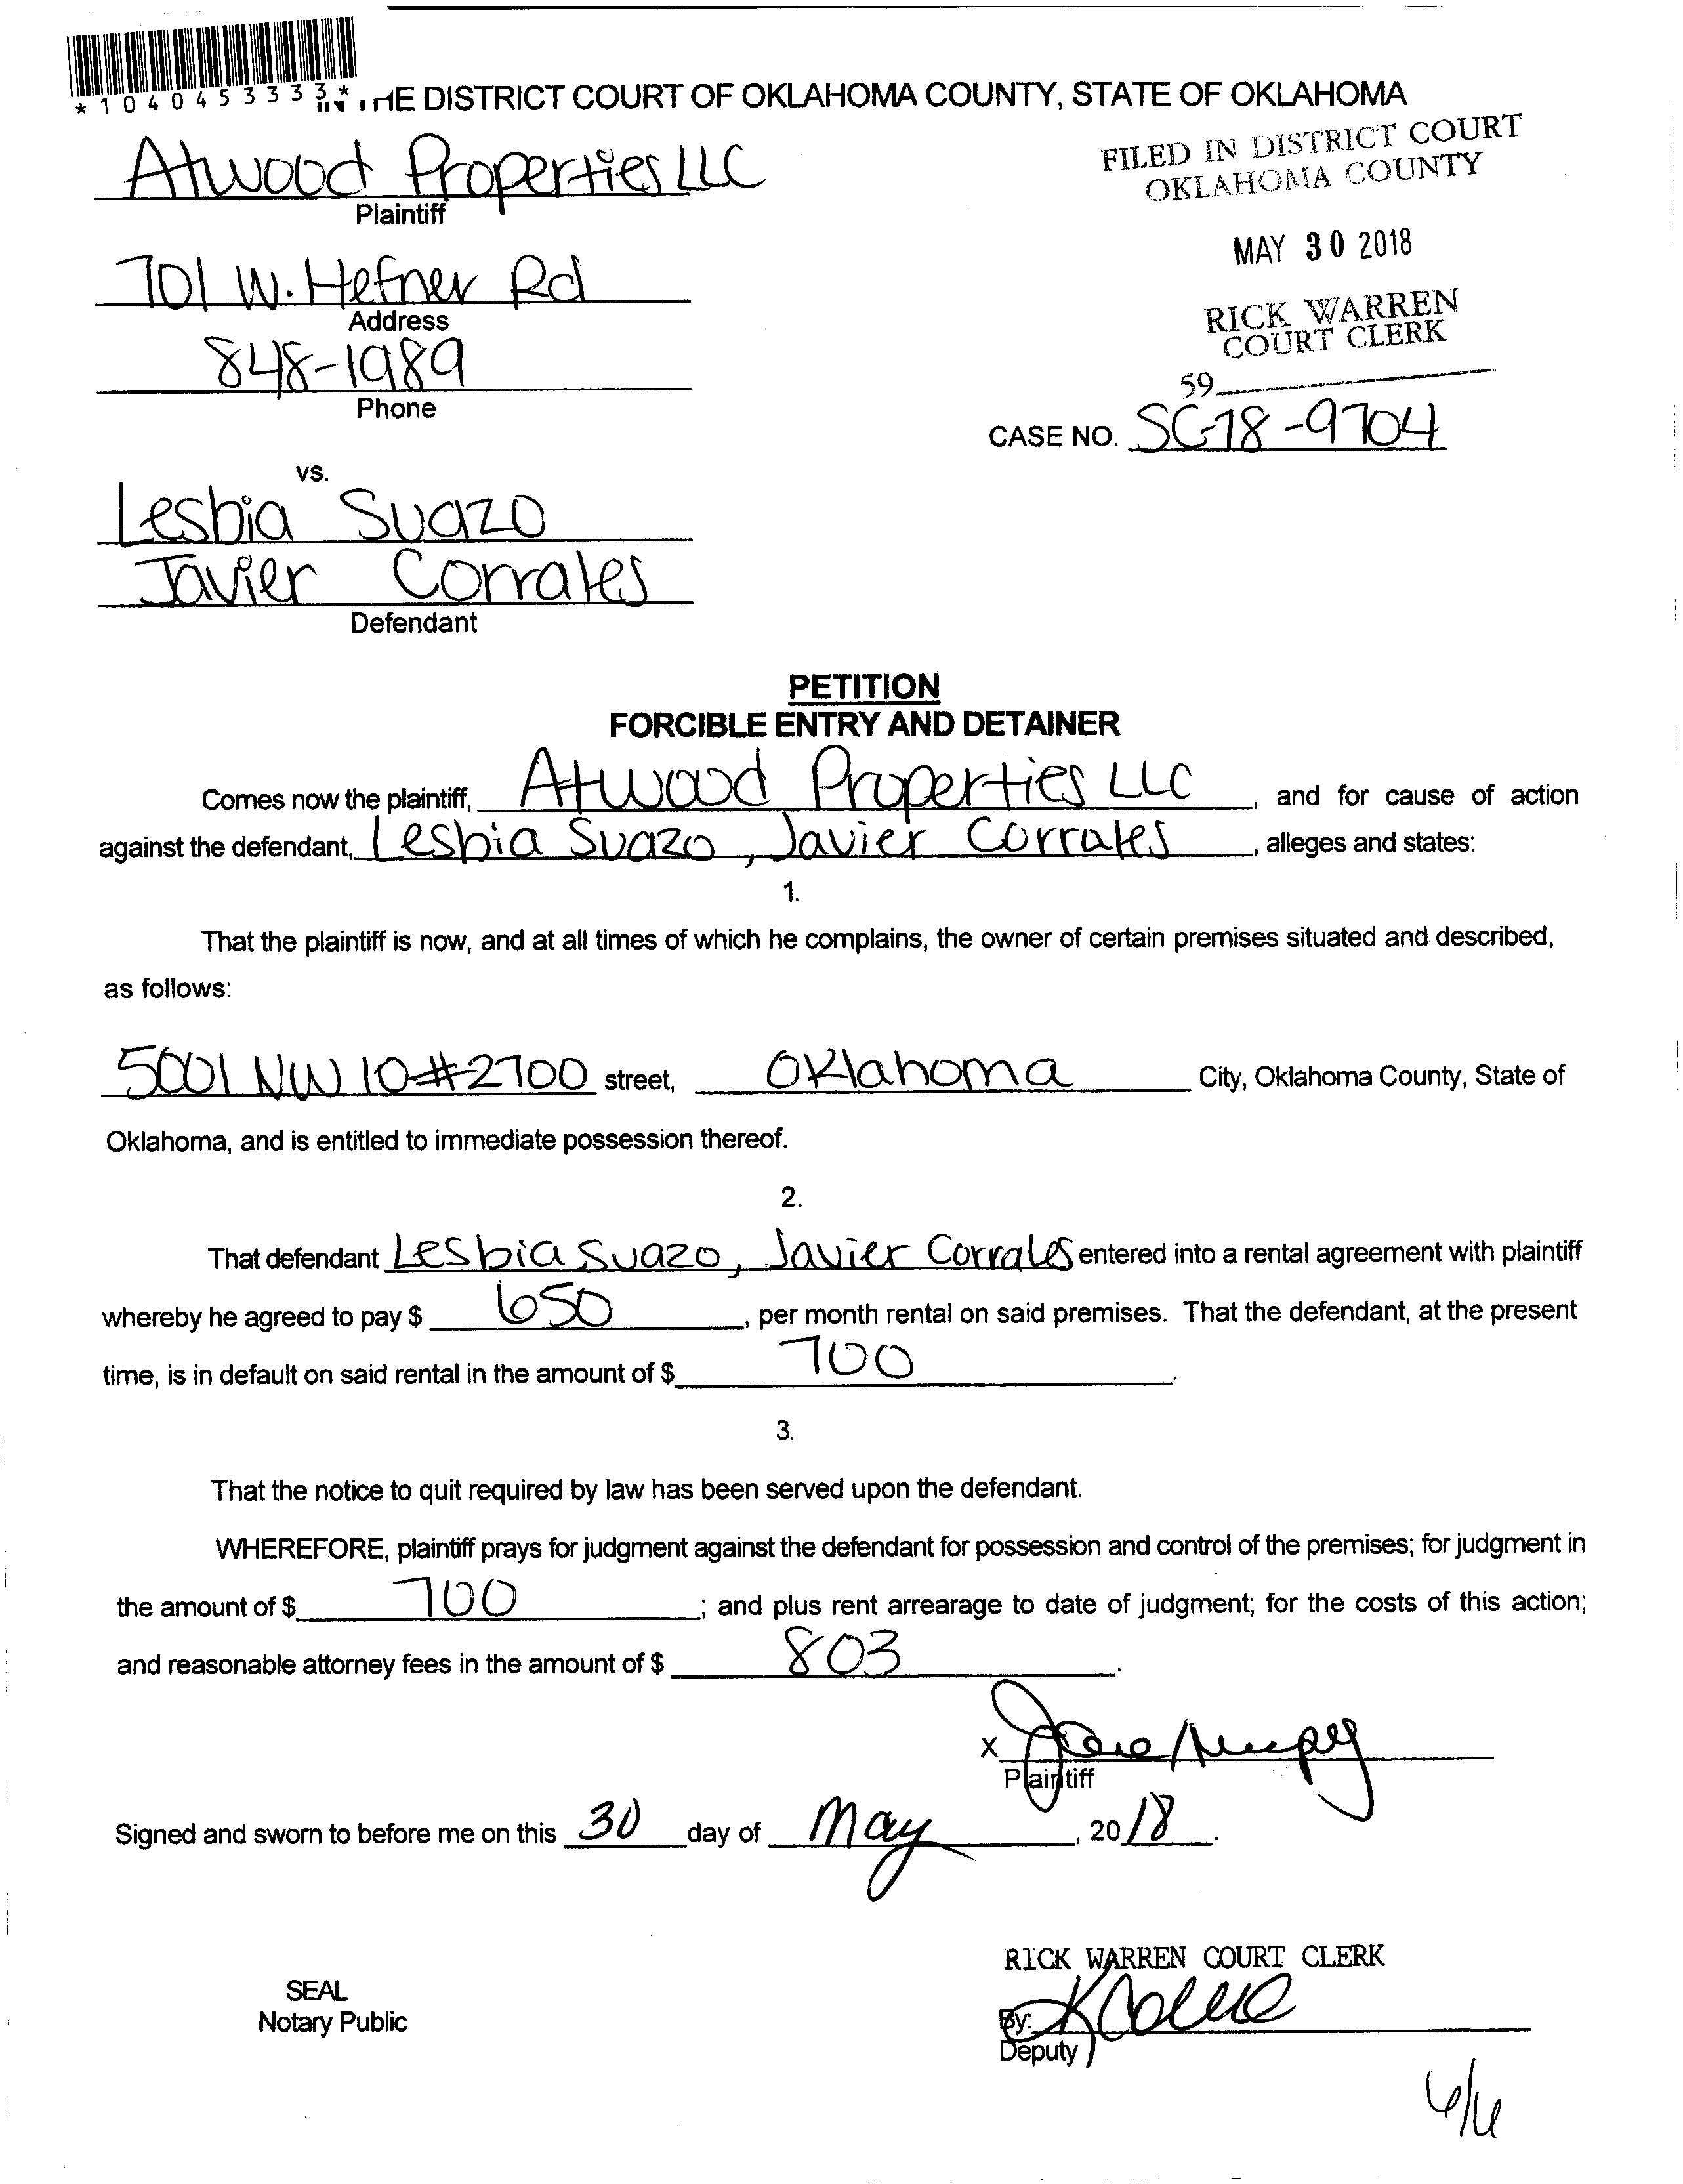 *1040453333*
IN THE DISTRICT COURT OF OKLAHOMA COUNTY, STATE OF OKLAHOMA
Atwood Properties LLC
Plaintiff
FILED IN DISTRICT COURT
OKLAHOMA COUNTY
MAY 30 2018
RICK WARREN
COURT CLERK
59
701 W. Hefner Rd
Address
848-1989
Phone
CASE NO. SC-18-9704
vs.
Lesbia Suazo
Javier Corrales
Defendant
PETITION
FORCIBLE ENTRY AND DETAINER
Comes now the plaintiff, Atwood Properties LLC, and for cause of action
against the defendant, Lesbia Suazo, Javier Corrales, alleges and states:
1.
That the plaintiff is now, and at all times of which he complains, the owner of certain premises situated and described,
as follows:
5001 NW 10 #2700 street, Oklahoma City, Oklahoma County, State of
Oklahoma, and is entitled to immediate possession thereof.
2.
That defendant Lesbia Suazo, Javier Corrales entered into a rental agreement with plaintiff
whereby he agreed to pay $ 650, per month rental on said premises. That the defendant, at the present
time, is in default on said rental in the amount of $ 700.
3.
That the notice to quit required by law has been served upon the defendant.
WHEREFORE, plaintiff prays for judgment against the defendant for possession and control of the premises; for judgment in
the amount of $ 700; and plus rent arrearage to date of judgment; for the costs of this action;
and reasonable attorney fees in the amount of $ 803.
x
Plaintiff
Signed and sworn to before me on this 30 day of May, 2018.
RICK WARREN COURT CLERK
SEAL
Notary Public
By:
Deputy